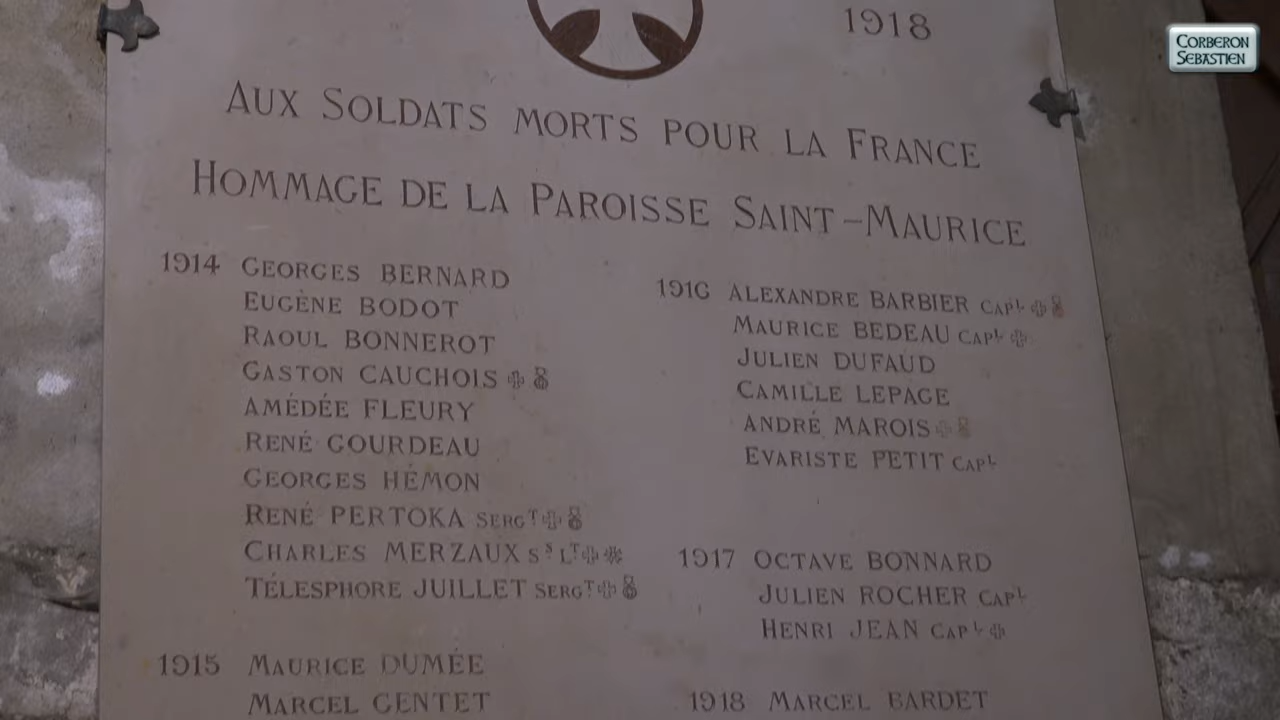 1918
CORBERON
SEBASTIEN
AUX SOLDATS MORTS POUR LA FRANCE
HOMMAGE DE LA PAROISSE SAINT-MAURICE
1914 GEORGES BERNARD
EUGÈNE BODOT
RAOUL BONNEROT
GASTON CAUCHOIS
AMÉDÉE FLEURY
RENÉ GOURDEAU
GEORGES HÉMON
RENÉ PERTOKA SERGT
CHARLES MERZAUX SS LT
TÉLESPHORE JUILLET SERGT
1915 MAURICE DUMÉE
MARCEL GENTET
1916 ALEXANDRE BARBIER CAPL
MAURICE BEDEAU CAPL
JULIEN DUFAUD
CAMILLE LEPAGE
ANDRÉ MAROIS
EVARISTE PETIT CAPL
1917 OCTAVE BONNARD
JULIEN ROCHER CAPL
HENRI JEAN CAPL
1918 MARCEL BARDET